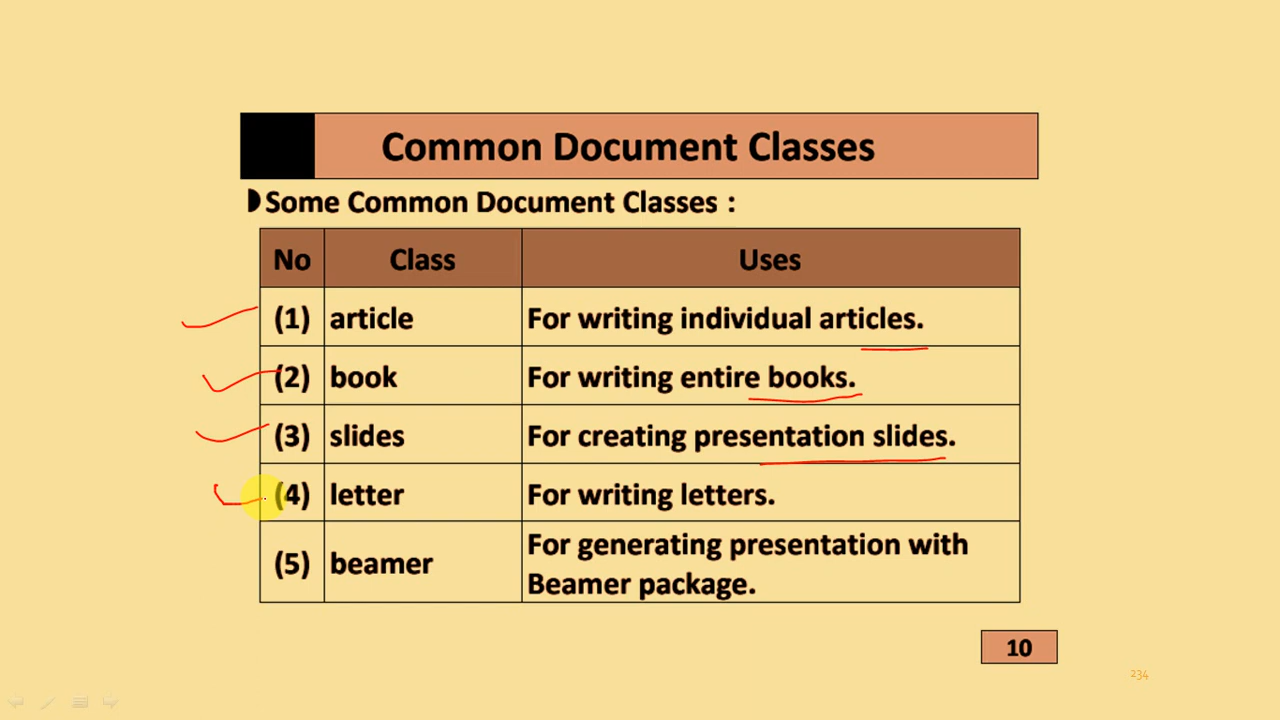 Common Document Classes
Some Common Document Classes :
No Class Uses
(1) article For writing individual articles.
(2) book For writing entire books.
(3) slides For creating presentation slides.
(4) letter For writing letters.
(5) beamer For generating presentation with
Beamer package.
10
234